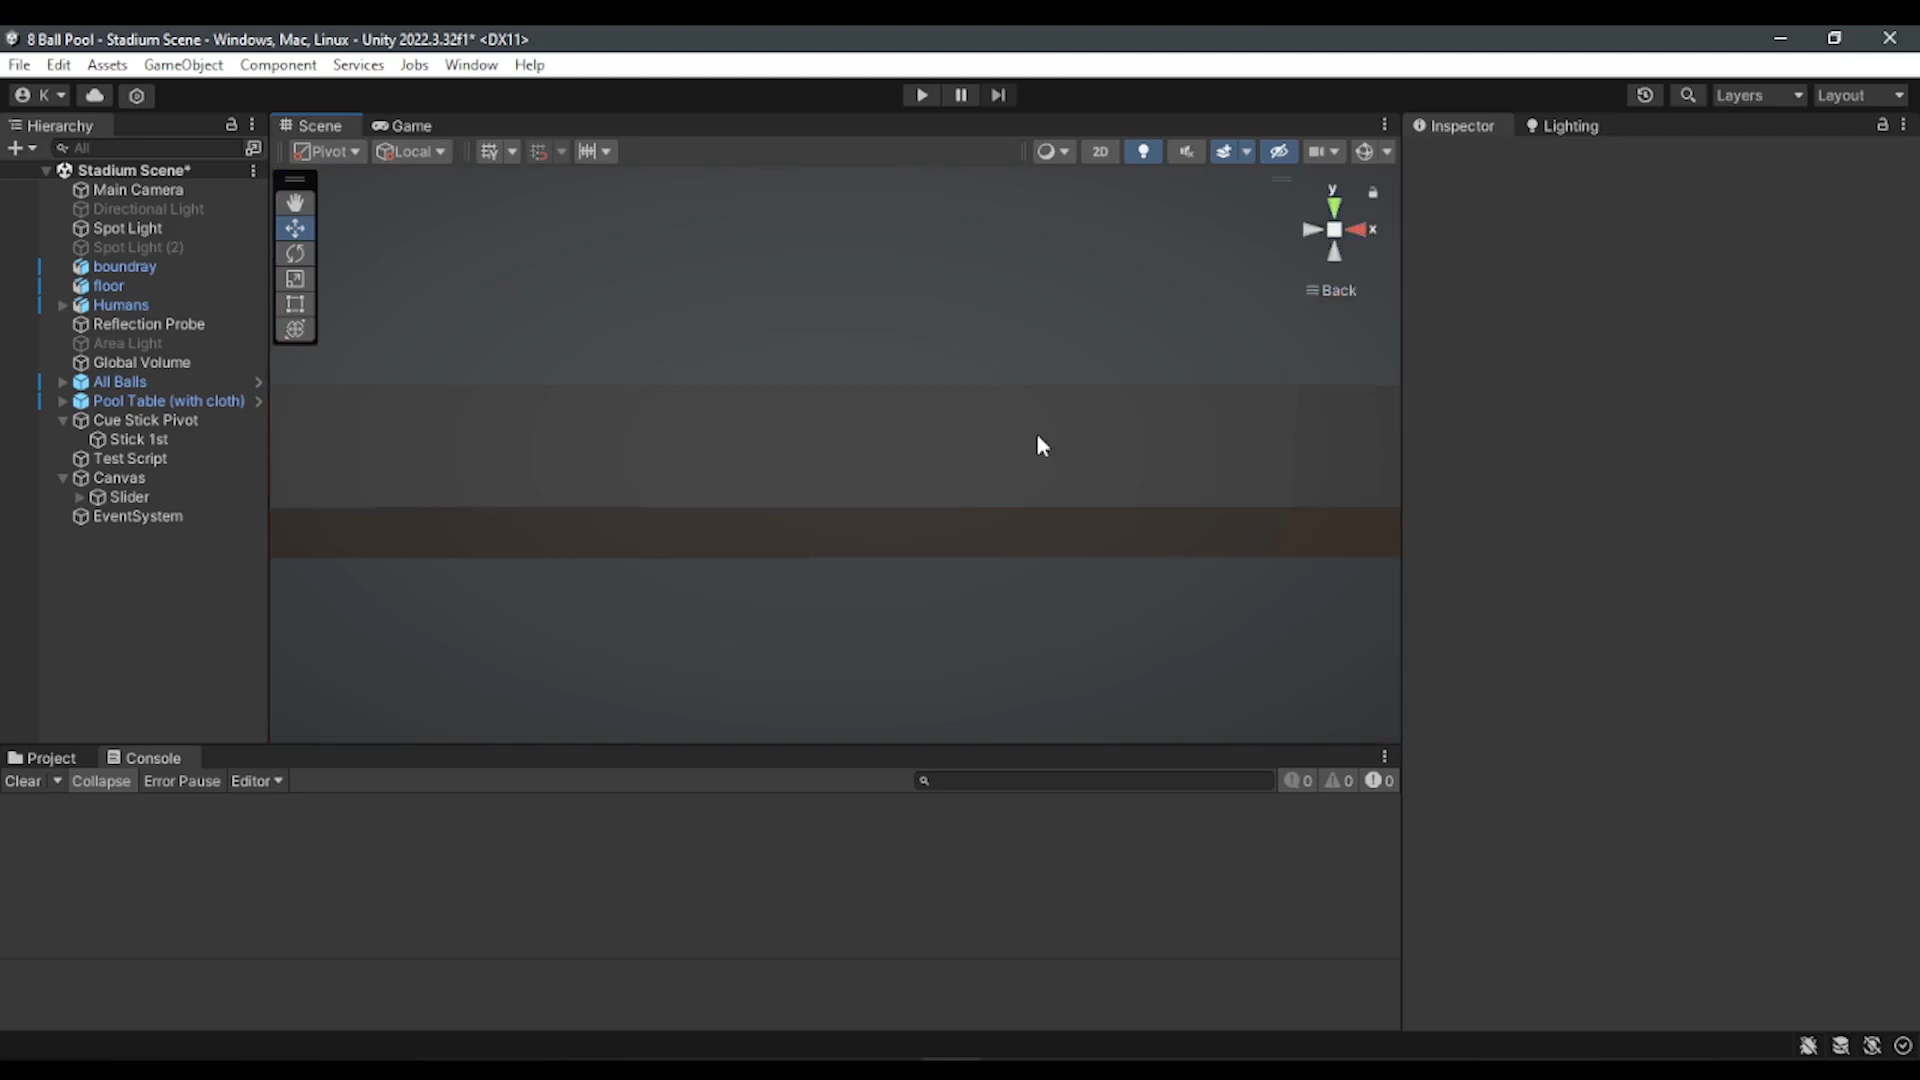 8 Ball Pool - Stadium Scene - Windows, Mac, Linux - Unity 2022.3.32f1* <DX11>
File Edit Assets GameObject Component Services Jobs Window Help
K Layers Layout
Hierarchy
All
Stadium Scene*
Main Camera
Directional Light
Spot Light
Spot Light (2)
boundray
floor
Humans
Reflection Probe
Area Light
Global Volume
All Balls
Pool Table (with cloth)
Cue Stick Pivot
Stick 1st
Test Script
Canvas
Slider
EventSystem
Scene Game
Pivot Local 2D
y
x
Back
Inspector Lighting
Project Console
Clear Collapse Error Pause Editor 0 0 0